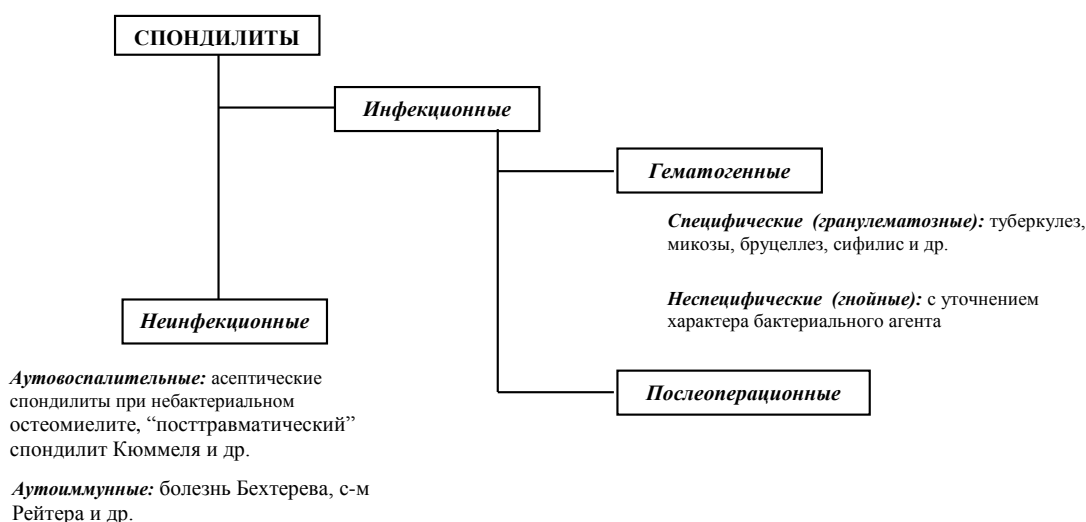 СПОНДИЛИТЫ
Инфекционные
Гематогенные
Специфические (гранулематозные): туберкулез,
микозы, бруцеллез, сифилис и др.
Неспецифические (гнойные): с уточнением
характера бактериального агента
Неинфекционные
Аутовоспалительные: асептические
спондилиты при небактериальном
остеомиелите, “посттравматический”
спондилит Кюммеля и др.
Аутоиммунные: болезнь Бехтерева, с-м
Рейтера и др.
Послеоперационные